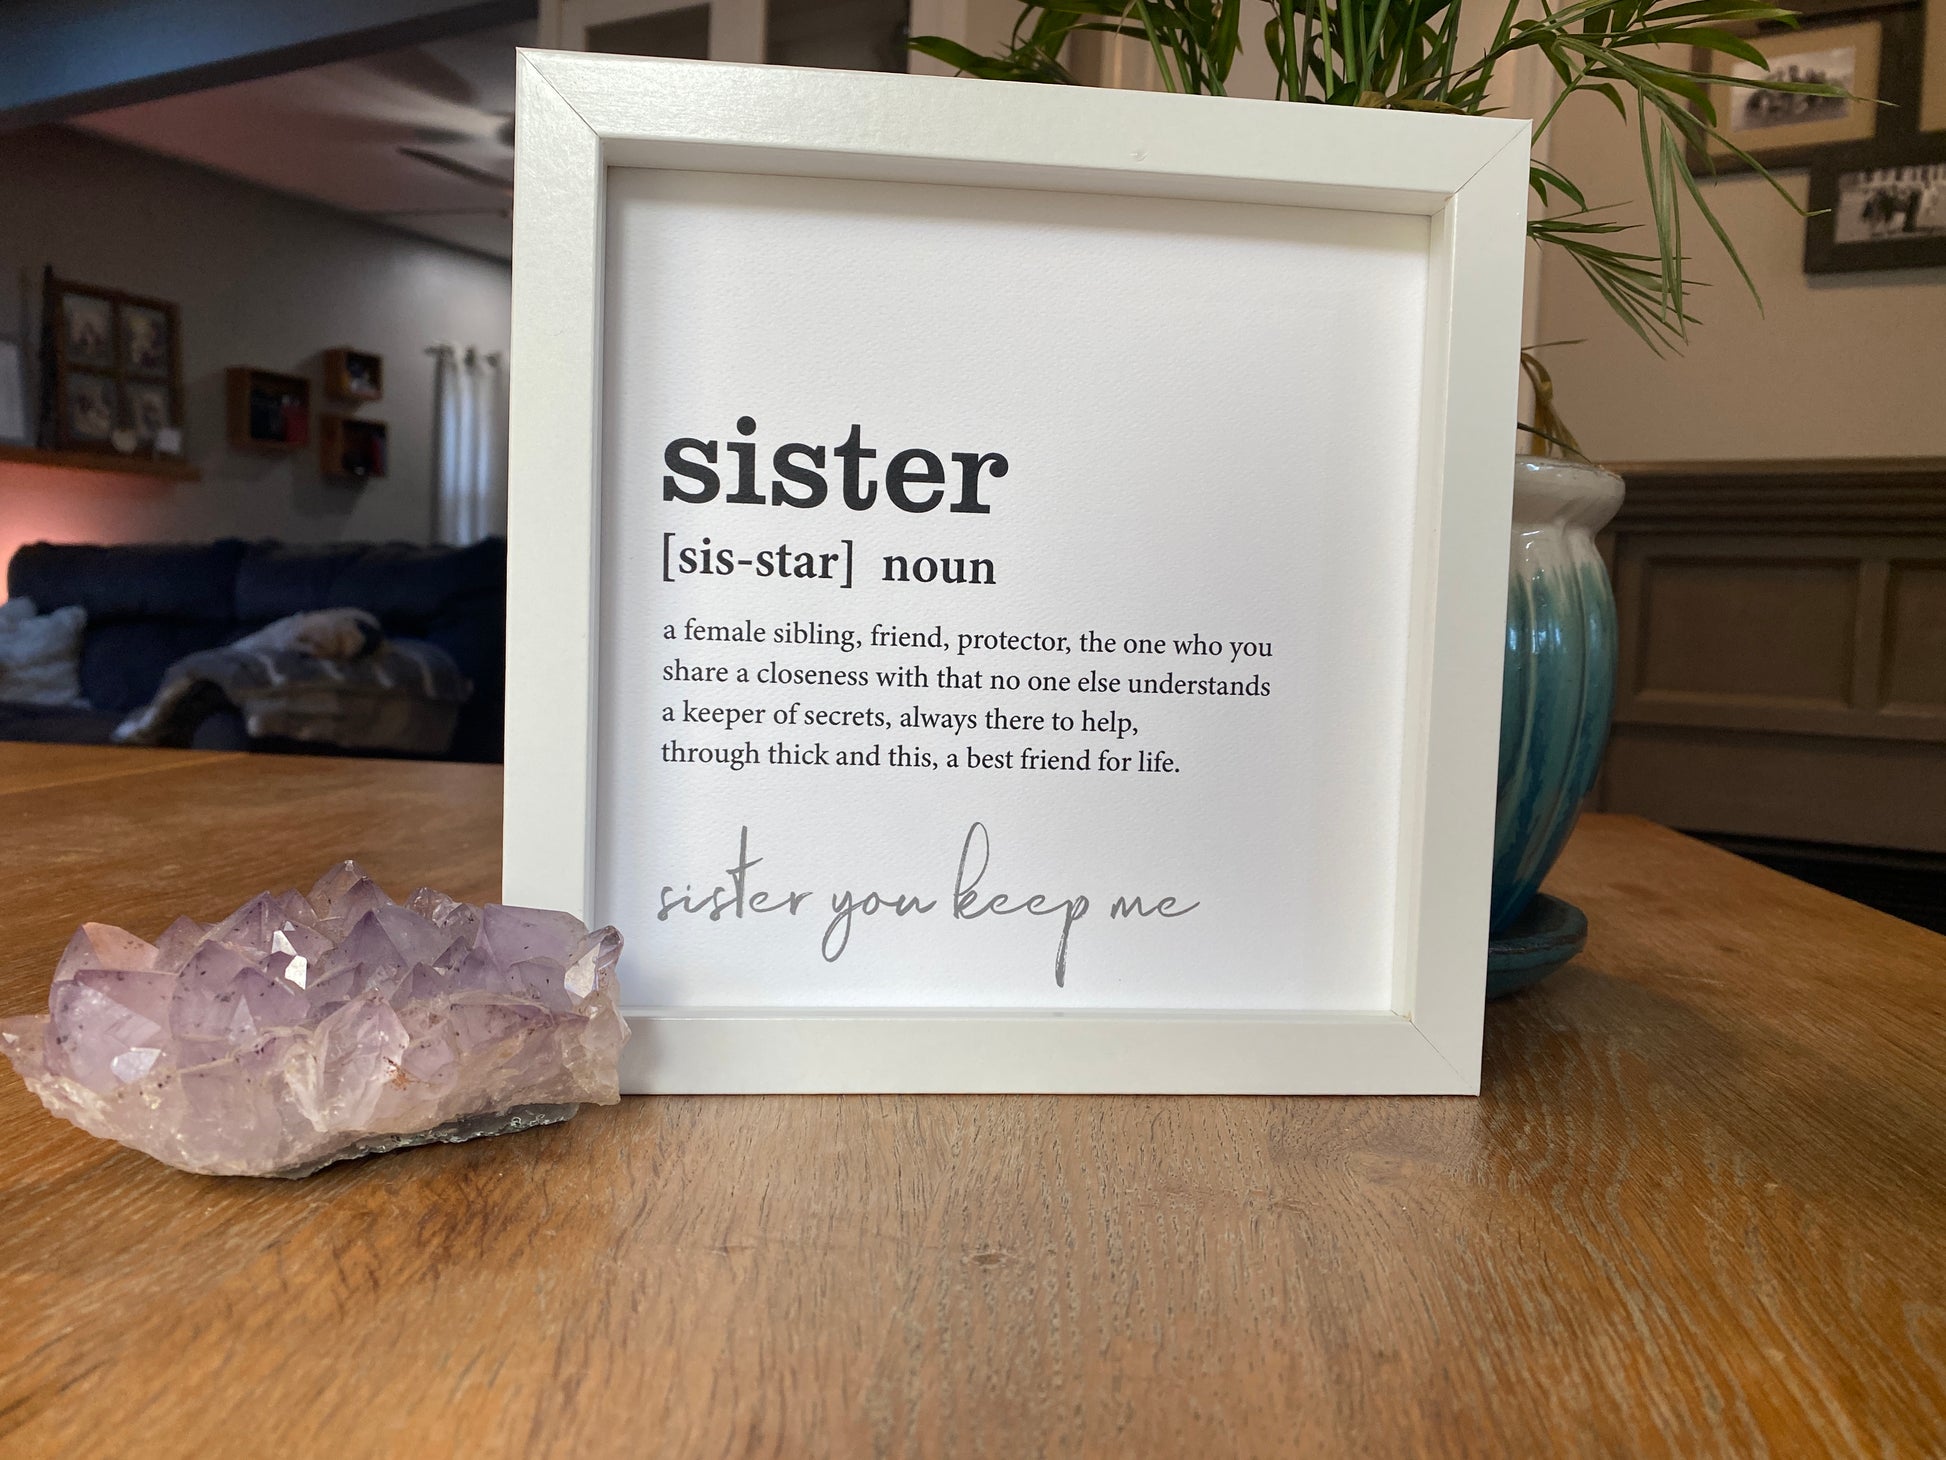 sister
[sis-star] noun
a female sibling, friend, protector, the one who you
share a closeness with that no one else understands
a keeper of secrets, always there to help,
through thick and this, a best friend for life.
sister you keep me